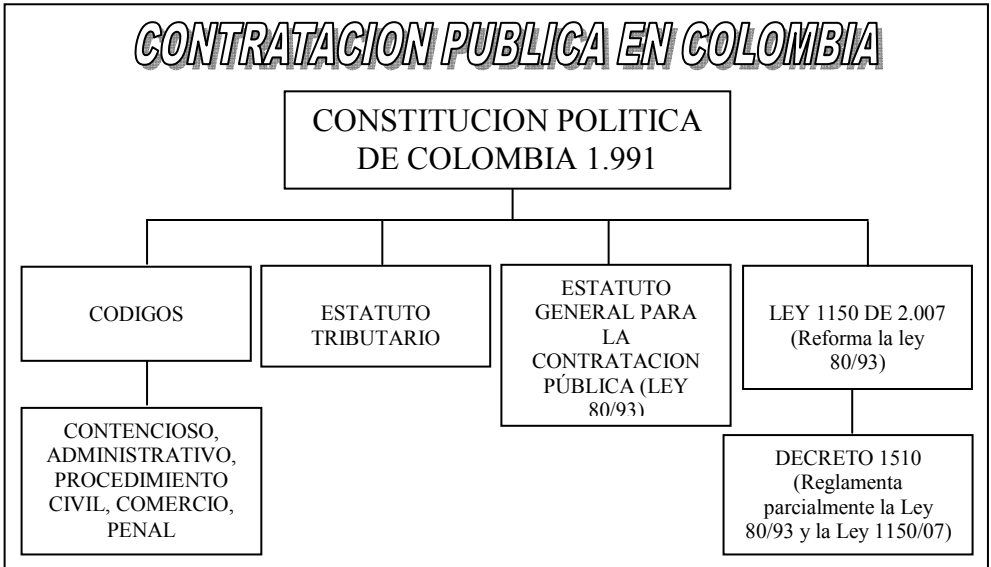 CONTRATACION PUBLICA EN COLOMBIA
CONSTITUCION POLITICA
DE COLOMBIA 1.991
CODIGOS
ESTATUTO
TRIBUTARIO
ESTATUTO
GENERAL PARA
LA
CONTRATACION
PÚBLICA (LEY
80/93)
LEY 1150 DE 2.007
(Reforma la ley
80/93)
CONTENCIOSO,
ADMINISTRATIVO,
PROCEDIMIENTO
CIVIL, COMERCIO,
PENAL
DECRETO 1510
(Reglamenta
parcialmente la Ley
80/93 y la Ley 1150/07)